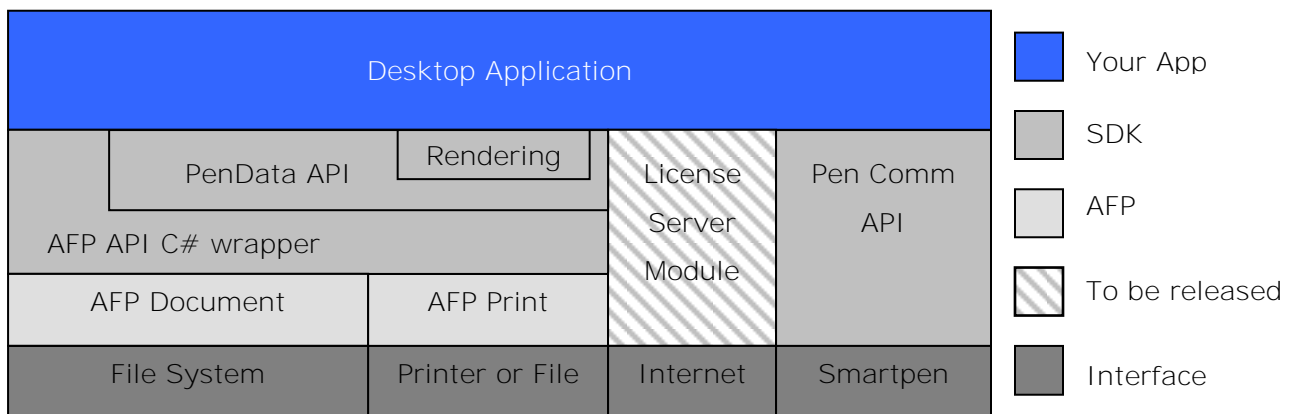 Desktop Application
PenData API
Rendering
AFP API C# wrapper
License
Server
Module
Pen Comm
API
AFP Document
AFP Print
File System
Printer or File
Internet
Smartpen
Your App
SDK
AFP
To be released
Interface